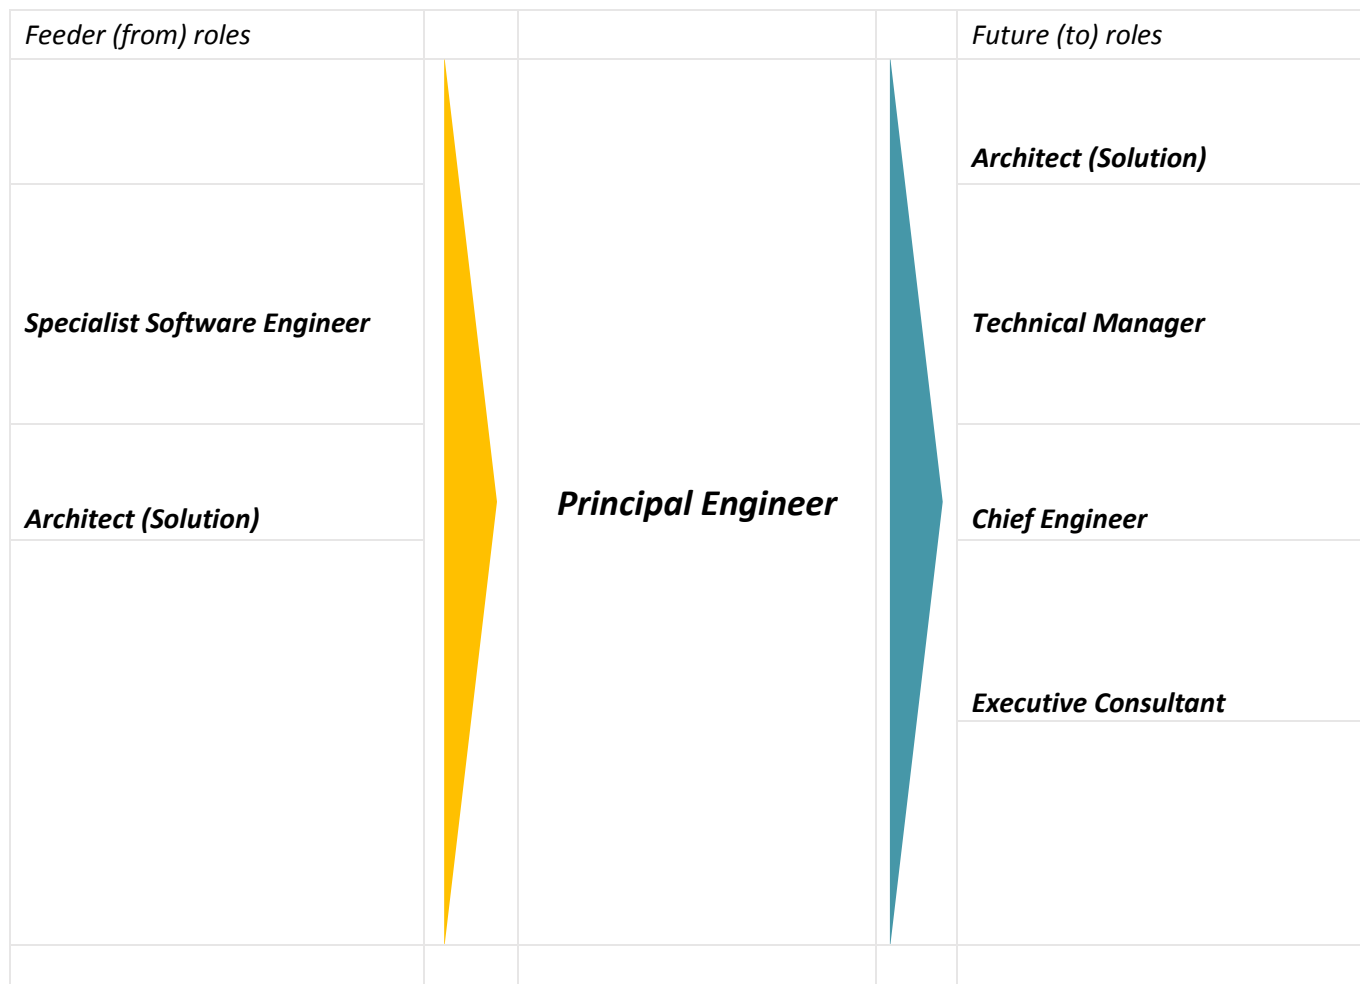 Feeder (from) roles
Future (to) roles
Architect (Solution)
Specialist Software Engineer
Technical Manager
Principal Engineer
Architect (Solution)
Chief Engineer
Executive Consultant